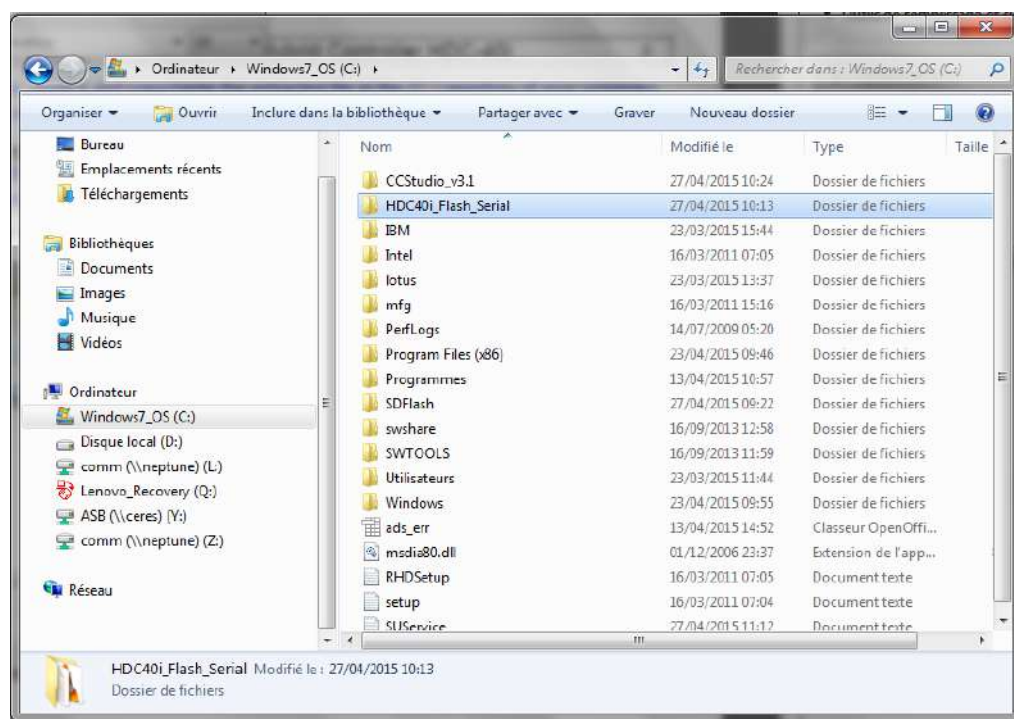 Ordinateur Windows7_OS (C:)
Rechercher dans : Windows7_OS (C:)
Organiser Ouvrir Inclure dans la bibliothèque Partager avec Graver Nouveau dossier
Bureau
Emplacements récents
Téléchargements
Bibliothèques
Documents
Images
Musique
Vidéos
Ordinateur
Windows7_OS (C:)
Disque local (D:)
comm (\\neptune) (L:)
Lenovo_Recovery (Q:)
ASB (\\ceres) (Y:)
comm (\\neptune) (Z:)
Réseau
Nom Modifié le Type Taille
CCStudio_v3.1 27/04/2015 10:24 Dossier de fichiers
HDC40i_Flash_Serial 27/04/2015 10:13 Dossier de fichiers
IBM 23/03/2015 15:44 Dossier de fichiers
Intel 16/03/2011 07:05 Dossier de fichiers
lotus 23/03/2015 13:37 Dossier de fichiers
mfg 16/03/2011 15:16 Dossier de fichiers
PerfLogs 14/07/2009 05:20 Dossier de fichiers
Program Files (x86) 23/04/2015 09:46 Dossier de fichiers
Programmes 13/04/2015 10:57 Dossier de fichiers
SDFlash 27/04/2015 09:22 Dossier de fichiers
swshare 16/09/2013 12:58 Dossier de fichiers
SWTOOLS 16/09/2013 11:59 Dossier de fichiers
Utilisateurs 23/03/2015 11:44 Dossier de fichiers
Windows 23/04/2015 09:55 Dossier de fichiers
ads_err 13/04/2015 14:52 Classeur OpenOffi...
msdia80.dll 01/12/2006 23:37 Extension de l'app...
RHDSetup 16/03/2011 07:05 Document texte
setup 16/03/2011 07:04 Document texte
SUService 27/04/2015 11:12 Document texte
HDC40i_Flash_Serial Modifié le : 27/04/2015 10:13
Dossier de fichiers